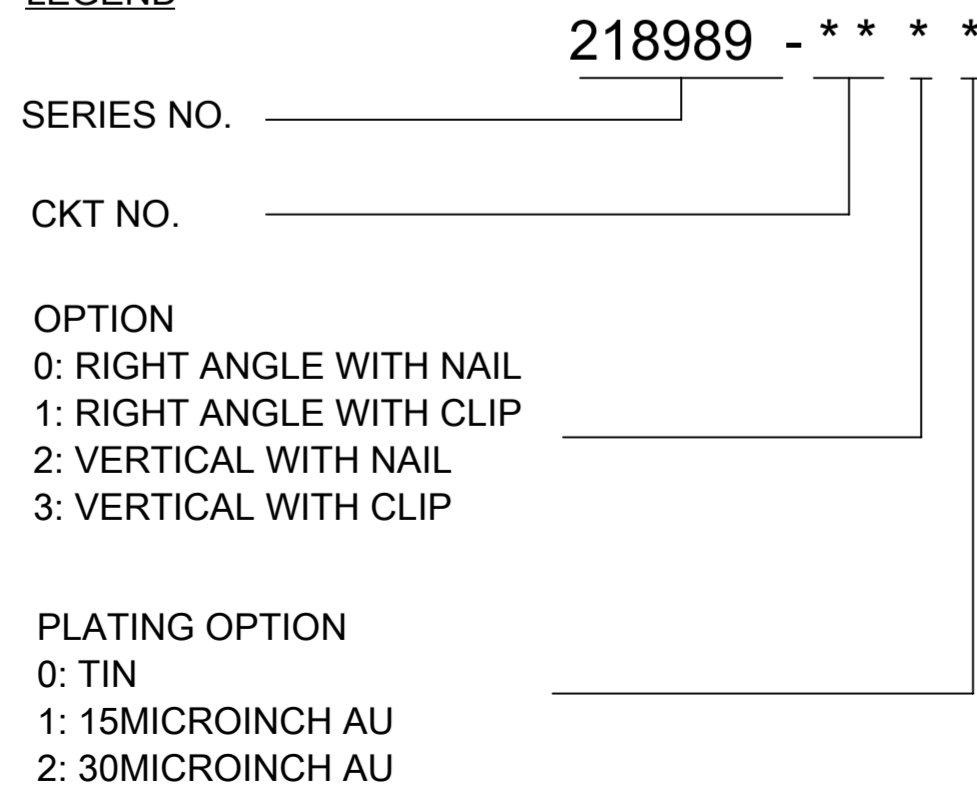 LEGEND
218989 - * * * *
SERIES NO.
CKT NO.
OPTION
0: RIGHT ANGLE WITH NAIL
1: RIGHT ANGLE WITH CLIP
2: VERTICAL WITH NAIL
3: VERTICAL WITH CLIP
PLATING OPTION
0: TIN
1: 15MICROINCH AU
2: 30MICROINCH AU